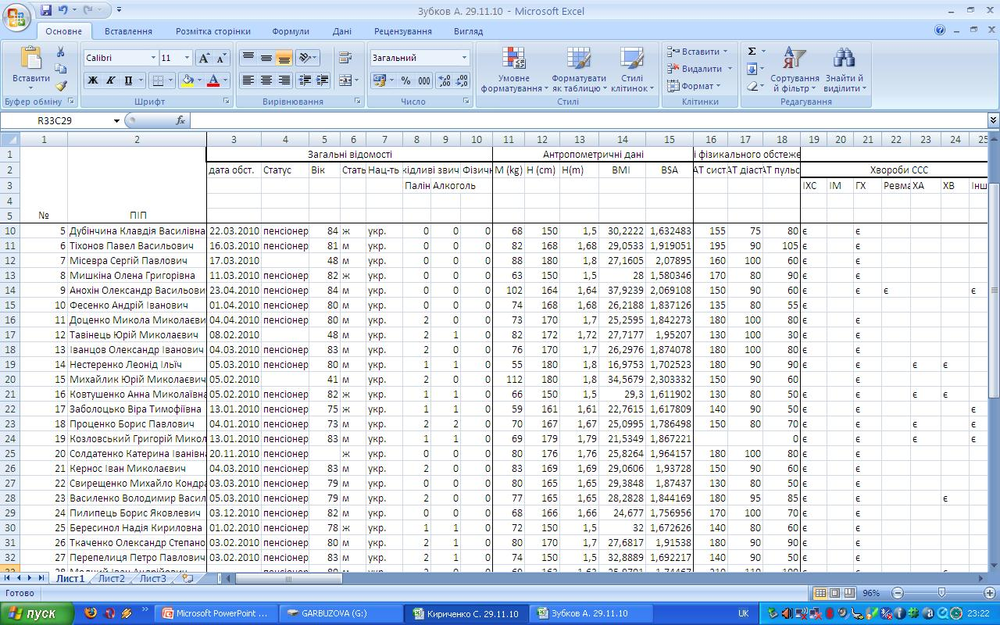 Зубков А. 29.11.10 - Microsoft Excel
Основне Вставлення Розмітка сторінки Формули Дані Рецензування Вигляд
Вставити
Calibri 11
Ж К П
Загальний
% 000
Умовне форматування
Форматувати як таблицю
Стилі клітинок
Вставити
Видалити
Формат
Сортування й фільтр
Знайти й виділити
Буфер обміну Шрифт Вирівнювання Число Стилі Клітинки Редагування
R33C29 fx
1 2 3 4 5 6 7 8 9 10 11 12 13 14 15 16 17 18 19 20 21 22 23 24 25
1 Загальні відомості Антропометричні дані і фізикального обстеже
2 дата обст. Статус Вік Стать Нац-ть кідливі звич Фізичн M (kg) H (cm) H(m) BMI BSA АТ сист АТ діаст АТ пульс Хвороби ССС
3 Палін Алкоголь ІХС ІМ ГХ Ревма ХА ХВ Інш
4
5 № ПІП
10 5 Дубінчина Клавдія Василівна 22.03.2010 пенсіонер 84 ж укр. 0 0 0 68 150 1,5 30,2222 1,632483 155 75 80 є є
11 6 Тіхонов Павел Васильович 16.03.2010 пенсіонер 81 м укр. 0 0 0 82 168 1,68 29,0533 1,919051 195 90 105 є є
12 7 Місевра Сергій Павлович 17.03.2010 48 м укр. 0 0 0 88 180 1,8 27,1605 2,07895 160 100 60 є є
13 8 Мишкіна Олена Григорівна 11.03.2010 пенсіонер 82 ж укр. 0 0 0 63 150 1,5 28 1,580346 170 80 90 є є
14 9 Анохін Олександр Васильови 23.04.2010 пенсіонер 84 м укр. 0 0 0 102 164 1,64 37,9239 2,069108 150 90 60 є є є є
15 10 Фесенко Андрій Іванович 01.04.2010 пенсіонер 80 м укр. 0 0 0 74 168 1,68 26,2188 1,837126 135 80 55 є
16 11 Доценко Микола Миколаєви 04.04.2010 пенсіонер 80 м укр. 2 0 0 73 170 1,7 25,2595 1,842273 180 100 80 є є
17 12 Тавінець Юрій Миколаєвич 08.02.2010 48 м укр. 2 1 0 82 172 1,72 27,7177 1,95207 130 100 30 є є
18 13 Іванцов Олександр Іванович 04.03.2010 пенсіонер 83 м укр. 2 0 0 76 170 1,7 26,2976 1,874078 180 100 80 є є
19 14 Нестеренко Леонід Ільїч 05.03.2010 пенсіонер 80 м укр. 1 1 0 55 180 1,8 16,9753 1,702523 180 90 90 є є є є
20 15 Михайлик Юрій Миколаєвич 05.02.2010 41 м укр. 2 0 0 112 180 1,8 34,5679 2,303332 150 90 60 є
21 16 Ковтушенко Анна Миколаївна 05.02.2010 пенсіонер 82 ж укр. 1 1 0 66 150 1,5 29,3 1,611902 130 80 50 є є є є
22 17 Заболоцько Віра Тимофіївна 13.01.2010 пенсіонер 75 ж укр. 1 1 0 59 161 1,61 22,7615 1,617809 140 90 50 є є є
23 18 Проценко Борис Павлович 04.01.2010 пенсіонер 73 м укр. 2 2 0 70 167 1,67 25,0995 1,786498 150 80 70 є є є є
24 19 Козловський Григорій Микол 13.01.2010 пенсіонер 83 м укр. 1 1 0 69 179 1,79 21,5349 1,867221 0 є є є є є
25 20 Солдатенко Катерина Іванівн 20.11.2010 пенсіонер ж укр. 0 0 0 80 176 1,76 25,8264 1,964157 180 100 80 є є
26 21 Кернос Іван Миколаєвич 04.03.2010 пенсіонер 83 м укр. 2 0 0 83 169 1,69 29,0606 1,93728 150 90 60 є є
27 22 Свирещенко Михайло Кондра 03.03.2010 пенсіонер 79 м укр. 0 0 0 80 165 1,65 29,3848 1,87437 130 80 50 є є
28 23 Василенко Володимир Васил 05.03.2010 пенсіонер 79 м укр. 2 0 0 77 165 1,65 28,2828 1,844169 180 95 85 є є є
29 24 Пилипець Борис Яковлевич 03.12.2010 пенсіонер 82 м укр. 0 0 0 68 166 1,66 24,677 1,756956 170 100 70 є є
30 25 Бересинол Надія Кириловна 01.02.2010 пенсіонер 78 ж укр. 1 1 0 72 150 1,5 32 1,672626 140 80 60 є є
31 26 Ткаченко Олександр Степано 03.02.2010 пенсіонер 80 м укр. 2 1 0 80 170 1,7 27,6817 1,91538 180 90 90 є є
32 27 Перепелиця Петро Павлович 03.02.2010 пенсіонер 83 м укр. 2 1 0 74 150 1,5 32,8889 1,692217 140 90 50 є є
Лист1 Лист2 Лист3
Готово 96%
пуск Microsoft PowerPoint ... GARBUZOVA (G:) Кириченко С. 29.11.10 Зубков А. 29.11.10 UK 23:22